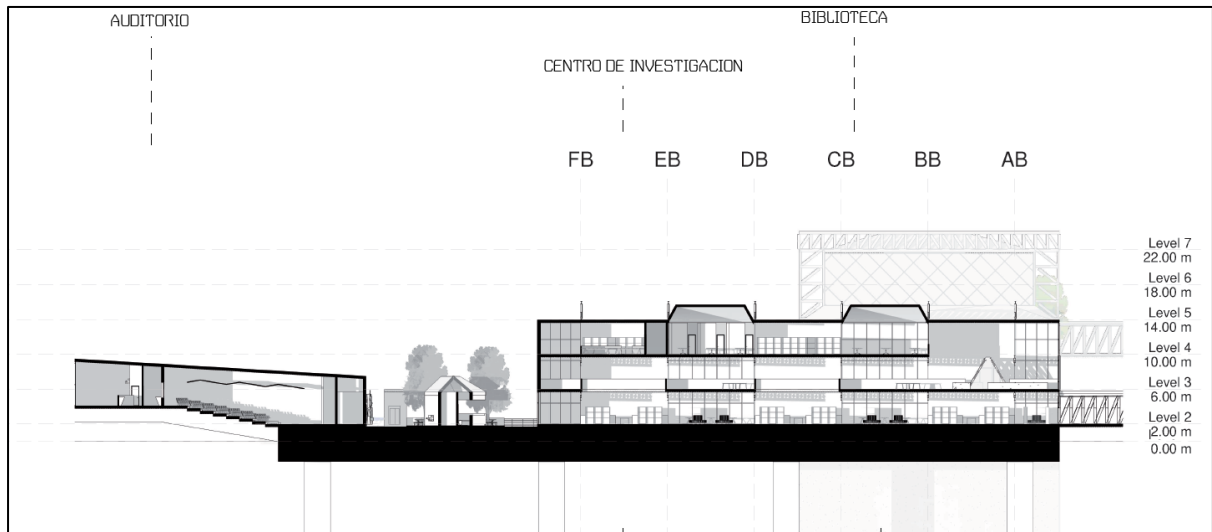 AUDITORIO
BIBLIOTECA
CENTRO DE INVESTIGACION
FB EB DB CB BB AB
Level 7
22.00 m
Level 6
18.00 m
Level 5
14.00 m
Level 4
10.00 m
Level 3
6.00 m
Level 2
2.00 m
0.00 m